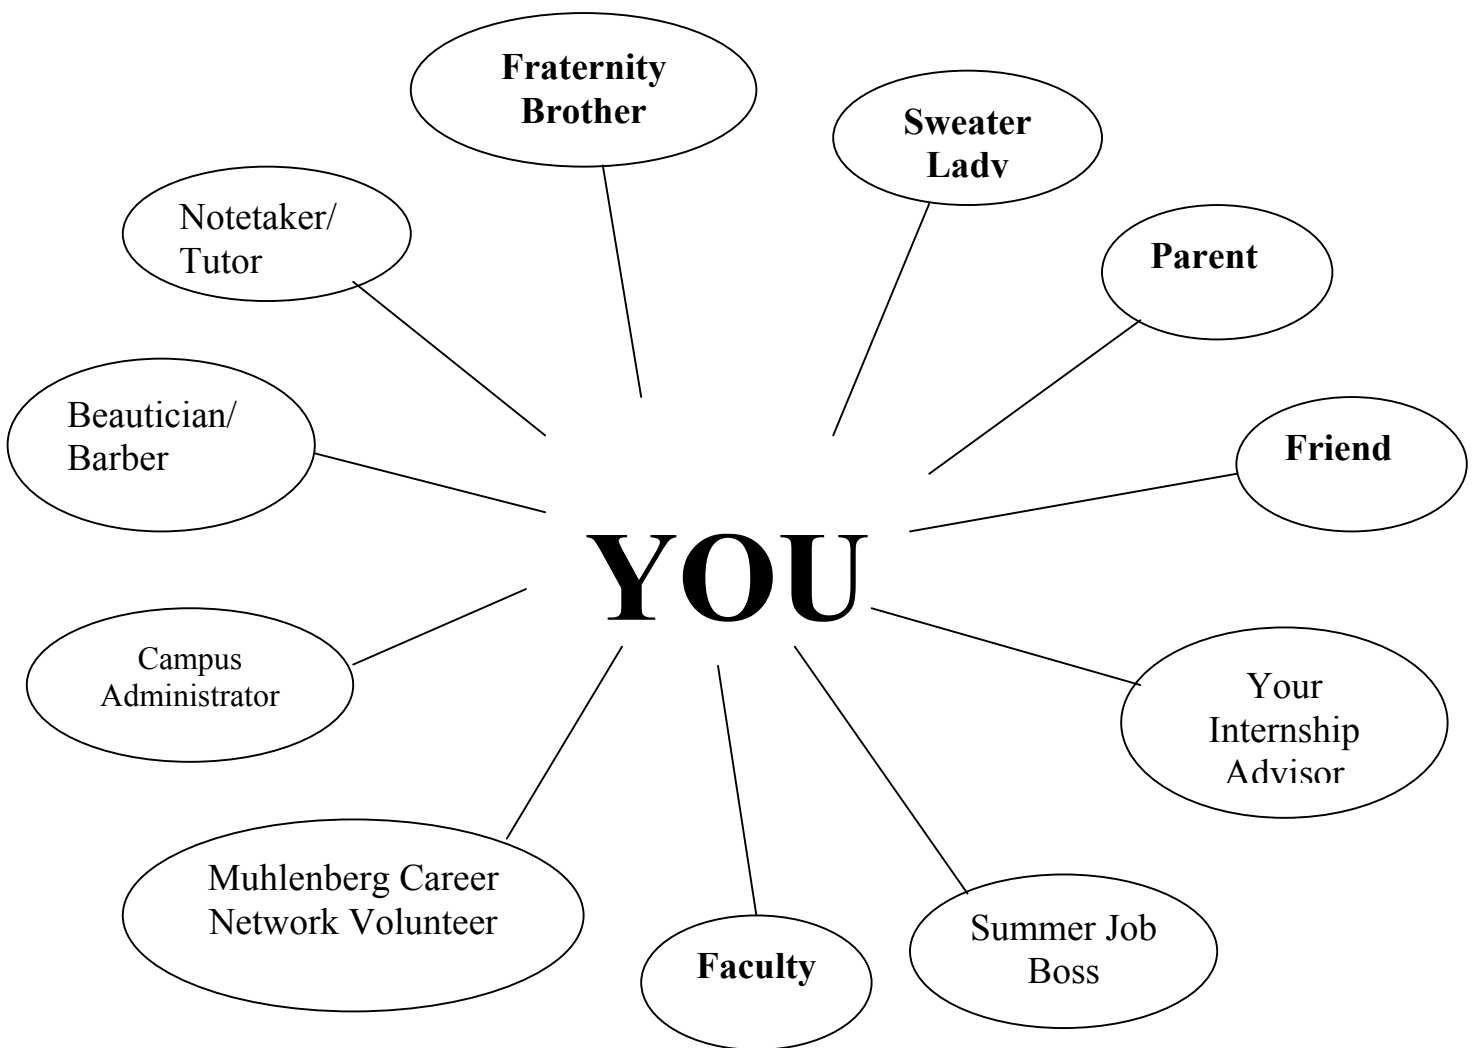 Fraternity
Brother
Sweater
Lady
Notetaker/
Tutor
Parent
Beautician/
Barber
Friend
YOU
Campus
Administrator
Your
Internship
Advisor
Muhlenberg Career
Network Volunteer
Summer Job
Boss
Faculty